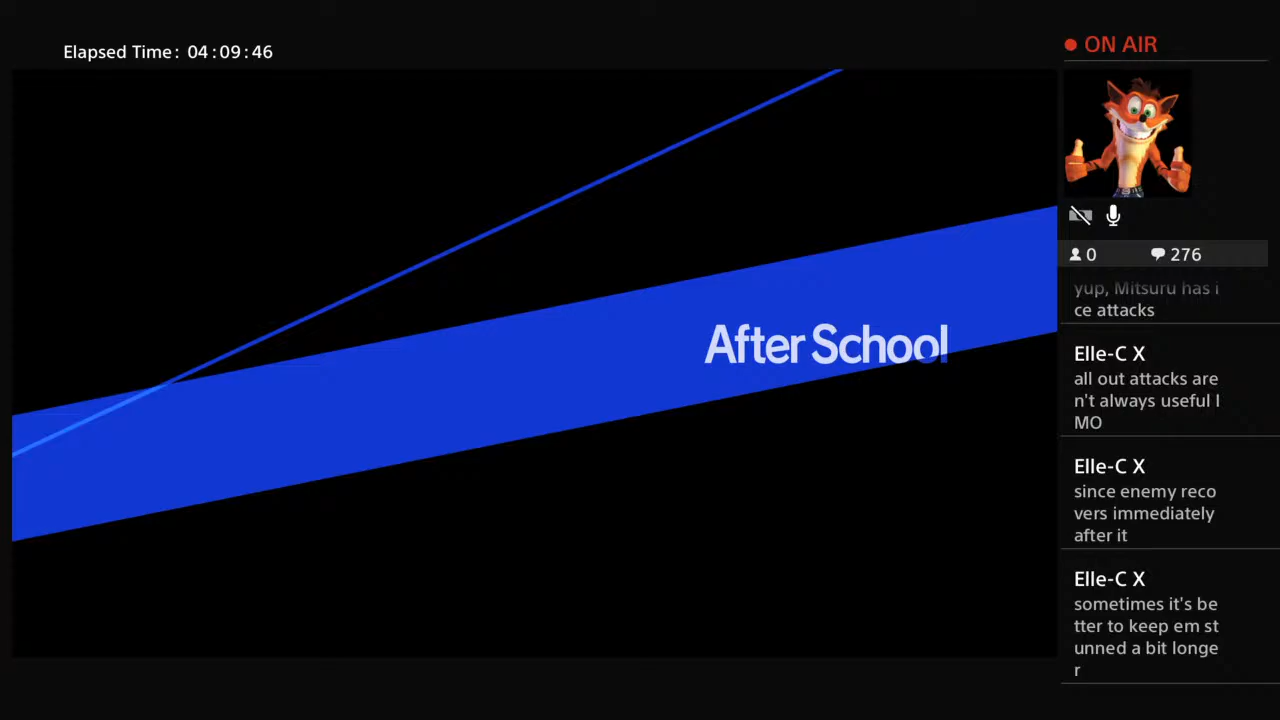 Elapsed Time: 04:09:46
ON AIR
0 276
yup, Mitsuru has i
ce attacks
After School
Elle-C X
all out attacks are
n't always useful I
MO
Elle-C X
since enemy reco
vers immediately
after it
Elle-C X
sometimes it's be
tter to keep em st
unned a bit longe
r